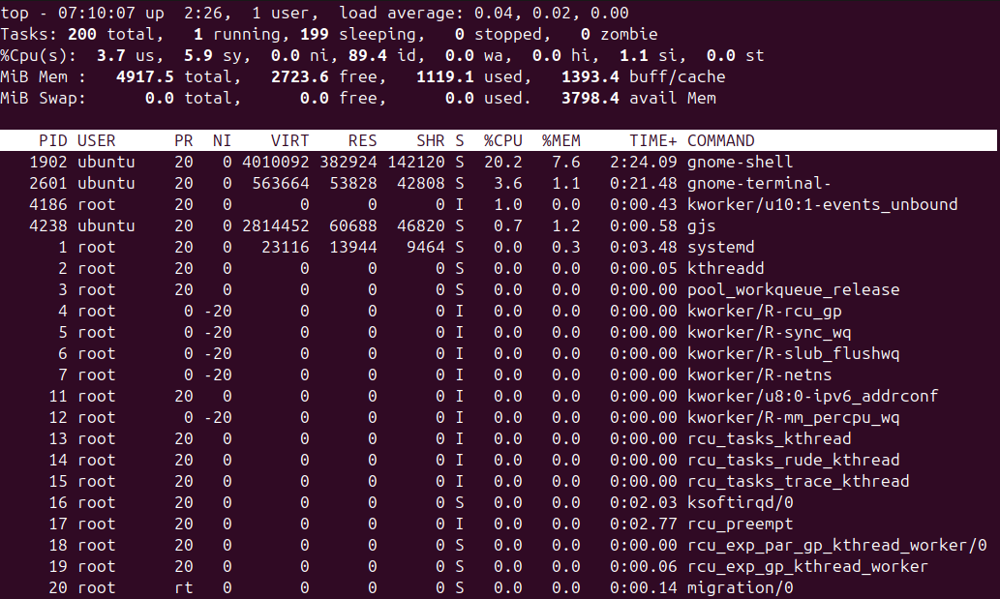 top - 07:10:07 up  2:26,  1 user,  load average: 0.04, 0.02, 0.00
Tasks: 200 total,   1 running, 199 sleeping,   0 stopped,   0 zombie
%Cpu(s):  3.7 us,  5.9 sy,  0.0 ni, 89.4 id,  0.0 wa,  0.0 hi,  1.1 si,  0.0 st
MiB Mem :   4917.5 total,   2723.6 free,   1119.1 used,   1393.4 buff/cache
MiB Swap:      0.0 total,      0.0 free,      0.0 used.   3798.4 avail Mem
    PID USER      PR  NI    VIRT    RES    SHR S  %CPU  %MEM     TIME+ COMMAND
   1902 ubuntu    20   0 4010092 382924 142120 S  20.2   7.6   2:24.09 gnome-shell
   2601 ubuntu    20   0  563664  53828  42808 S   3.6   1.1   0:21.48 gnome-terminal-
   4186 root      20   0       0      0      0 I   1.0   0.0   0:00.43 kworker/u10:1-events_unbound
   4238 ubuntu    20   0 2814452  60688  46820 S   0.7   1.2   0:00.58 gjs
      1 root      20   0   23116  13944   9464 S   0.0   0.3   0:03.48 systemd
      2 root      20   0       0      0      0 S   0.0   0.0   0:00.05 kthreadd
      3 root      20   0       0      0      0 S   0.0   0.0   0:00.00 pool_workqueue_release
      4 root       0 -20       0      0      0 I   0.0   0.0   0:00.00 kworker/R-rcu_gp
      5 root       0 -20       0      0      0 I   0.0   0.0   0:00.00 kworker/R-sync_wq
      6 root       0 -20       0      0      0 I   0.0   0.0   0:00.00 kworker/R-slub_flushwq
      7 root       0 -20       0      0      0 I   0.0   0.0   0:00.00 kworker/R-netns
     11 root      20   0       0      0      0 I   0.0   0.0   0:00.00 kworker/u8:0-ipv6_addrconf
     12 root       0 -20       0      0      0 I   0.0   0.0   0:00.00 kworker/R-mm_percpu_wq
     13 root      20   0       0      0      0 I   0.0   0.0   0:00.00 rcu_tasks_kthread
     14 root      20   0       0      0      0 I   0.0   0.0   0:00.00 rcu_tasks_rude_kthread
     15 root      20   0       0      0      0 I   0.0   0.0   0:00.00 rcu_tasks_trace_kthread
     16 root      20   0       0      0      0 S   0.0   0.0   0:02.03 ksoftirqd/0
     17 root      20   0       0      0      0 I   0.0   0.0   0:02.77 rcu_preempt
     18 root      20   0       0      0      0 S   0.0   0.0   0:00.00 rcu_exp_par_gp_kthread_worker/0
     19 root      20   0       0      0      0 S   0.0   0.0   0:00.06 rcu_exp_gp_kthread_worker
     20 root      rt   0       0      0      0 S   0.0   0.0   0:00.14 migration/0